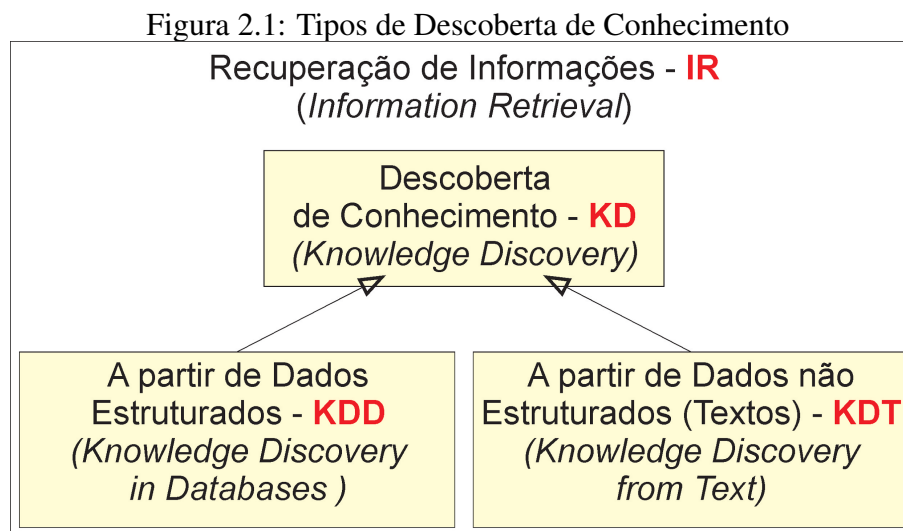 Figura 2.1: Tipos de Descoberta de Conhecimento
Recuperação de Informações - IR
(Information Retrieval)
Descoberta
de Conhecimento - KD
(Knowledge Discovery)
A partir de Dados
Estruturados - KDD
(Knowledge Discovery
in Databases )
A partir de Dados não
Estruturados (Textos) - KDT
(Knowledge Discovery
from Text)